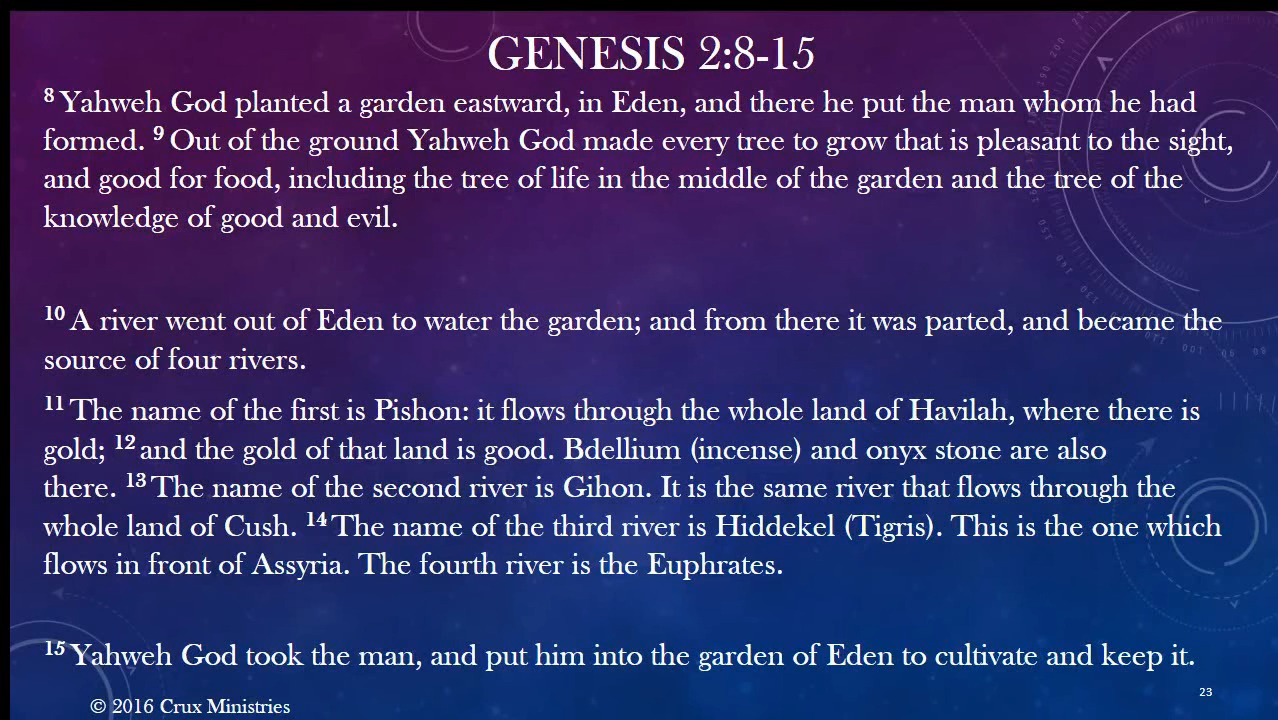 GENESIS 2:8-15
8 Yahweh God planted a garden eastward, in Eden, and there he put the man whom he had
formed. 9 Out of the ground Yahweh God made every tree to grow that is pleasant to the sight,
and good for food, including the tree of life in the middle of the garden and the tree of the
knowledge of good and evil.
10 A river went out of Eden to water the garden; and from there it was parted, and became the
source of four rivers.
11 The name of the first is Pishon: it flows through the whole land of Havilah, where there is
gold; 12 and the gold of that land is good. Bdellium (incense) and onyx stone are also
there. 13 The name of the second river is Gihon. It is the same river that flows through the
whole land of Cush. 14 The name of the third river is Hiddekel (Tigris). This is the one which
flows in front of Assyria. The fourth river is the Euphrates.
15 Yahweh God took the man, and put him into the garden of Eden to cultivate and keep it.
23
© 2016 Crux Ministries